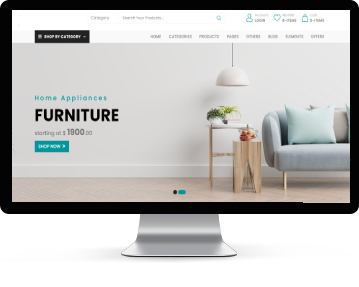 Category Search Your Products...
Account
LOGIN
Wishlist
0-ITEMS
Cart
0-ITEMS
SHOP BY CATEGORY
HOME CATEGORIES PRODUCTS PAGES OTHERS BLOG ELEMENTS OFFERS
Home Appliances
FURNITURE
starting at $ 1900.00
SHOP NOW